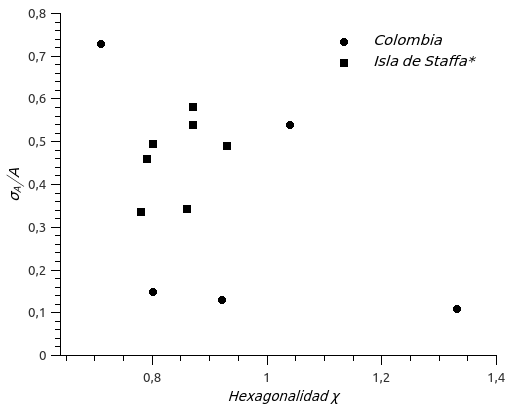 0,8
0,7
0,6
0,5
0,4
0,3
0,2
0,1
0
σA/A
Colombia
Isla de Staffa*
0,8 1 1,2 1,4
Hexagonalidad χ